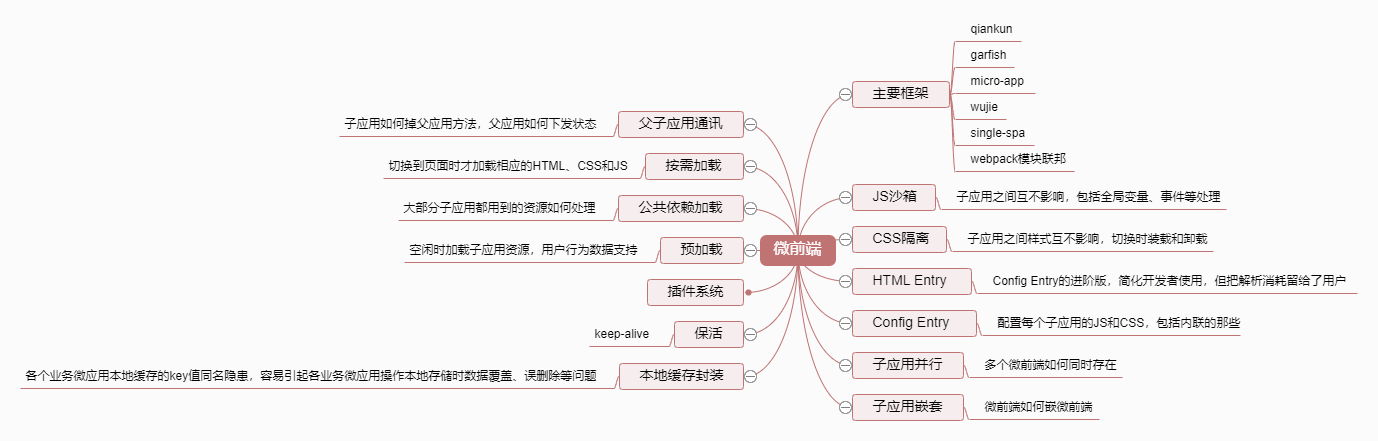 微前端
主要框架
qiankun
garfish
micro-app
wujie
single-spa
webpack模块联邦
JS沙箱
子应用之间互不影响，包括全局变量、事件等处理
CSS隔离
子应用之间样式互不影响，切换时装载和卸载
HTML Entry
Config Entry的进阶版，简化开发者使用，但把解析消耗留给了用户
Config Entry
配置每个子应用的JS和CSS，包括内联的那些
子应用并行
多个微前端如何同时存在
子应用嵌套
微前端如何嵌微前端
父子应用通讯
子应用如何掉父应用方法，父应用如何下发状态
按需加载
切换到页面时才加载相应的HTML、CSS和JS
公共依赖加载
大部分子应用都用到的资源如何处理
预加载
空闲时加载子应用资源，用户行为数据支持
插件系统
保活
keep-alive
本地缓存封装
各个业务微应用本地缓存的key值同名隐患，容易引起各业务微应用操作本地存储时数据覆盖、误删除等问题